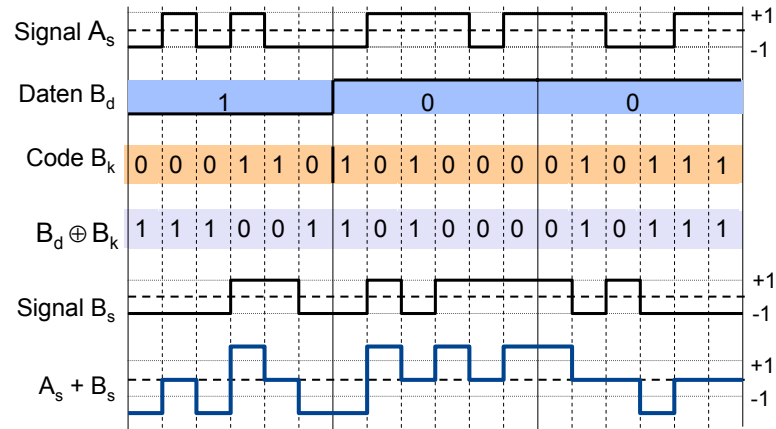 Signal As +1
-1
Daten Bd 1 0 0
Code Bk 0 0 0 1 1 0 1 0 1 0 0 0 0 1 0 1 1 1
Bd ⊕ Bk 1 1 1 0 0 1 1 0 1 0 0 0 0 1 0 1 1 1
Signal Bs +1
-1
As + Bs +1
-1